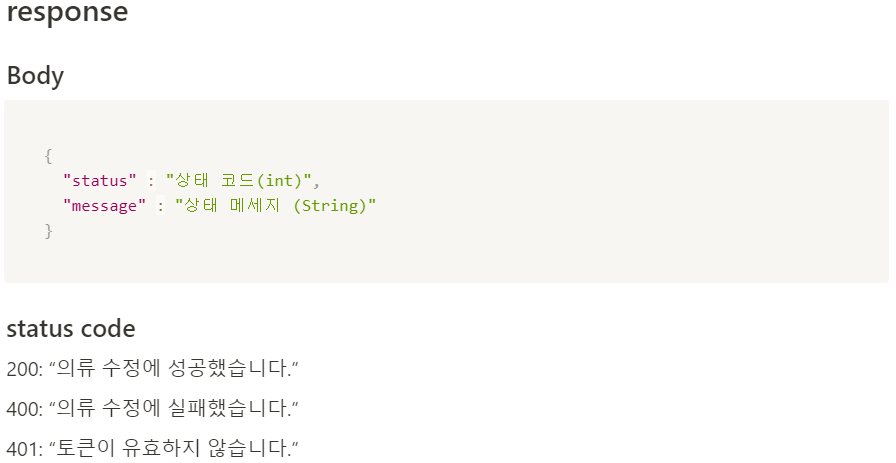 response
Body
{
"status" : "상태 코드(int)",
"message" : "상태 메세지 (String)"
}
status code
200: “의류 수정에 성공했습니다.”
400: “의류 수정에 실패했습니다.”
401: “토큰이 유효하지 않습니다.”